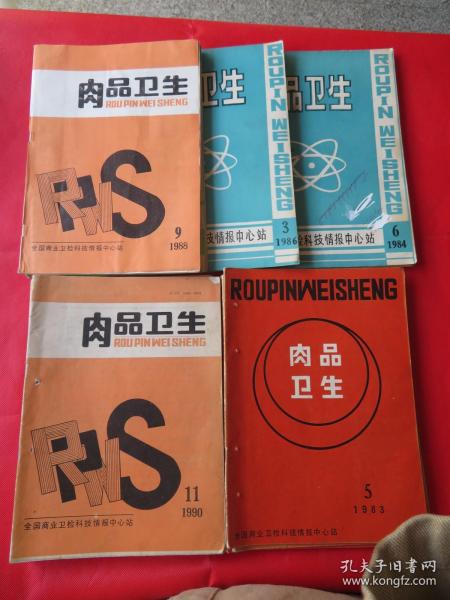 肉品卫生
ROUPIN WEI SHENG
RWS
9
1988
全国商业卫检科技情报中心站
卫生
ROUPIN WEISHENG
3
1986
技情报中心站
品卫生
ROUPIN WEISHENG
6
1984
检科技情报中心站
肉品卫生
ROUPIN WEI SHENG
RWS
11
1990
全国商业卫检科技情报中心站
ROUPINWEISHENG
肉品
卫生
5
1983
全国商业卫检科技情报中心站
孔夫子旧书网
www.kongfz.com